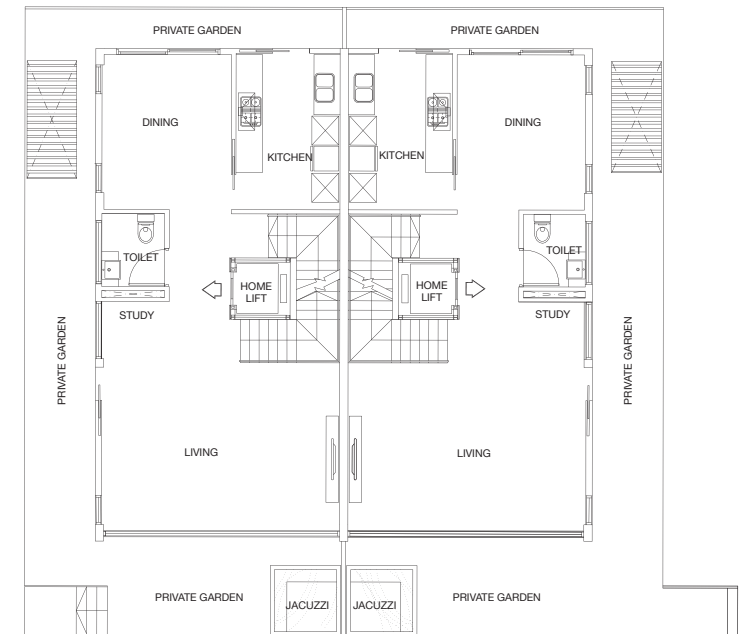 PRIVATE GARDEN
PRIVATE GARDEN
DINING
DINING
KITCHEN
KITCHEN
TOILET
TOILET
HOME
LIFT
HOME
LIFT
STUDY
STUDY
PRIVATE GARDEN
PRIVATE GARDEN
LIVING
LIVING
PRIVATE GARDEN
JACUZZI
JACUZZI
PRIVATE GARDEN